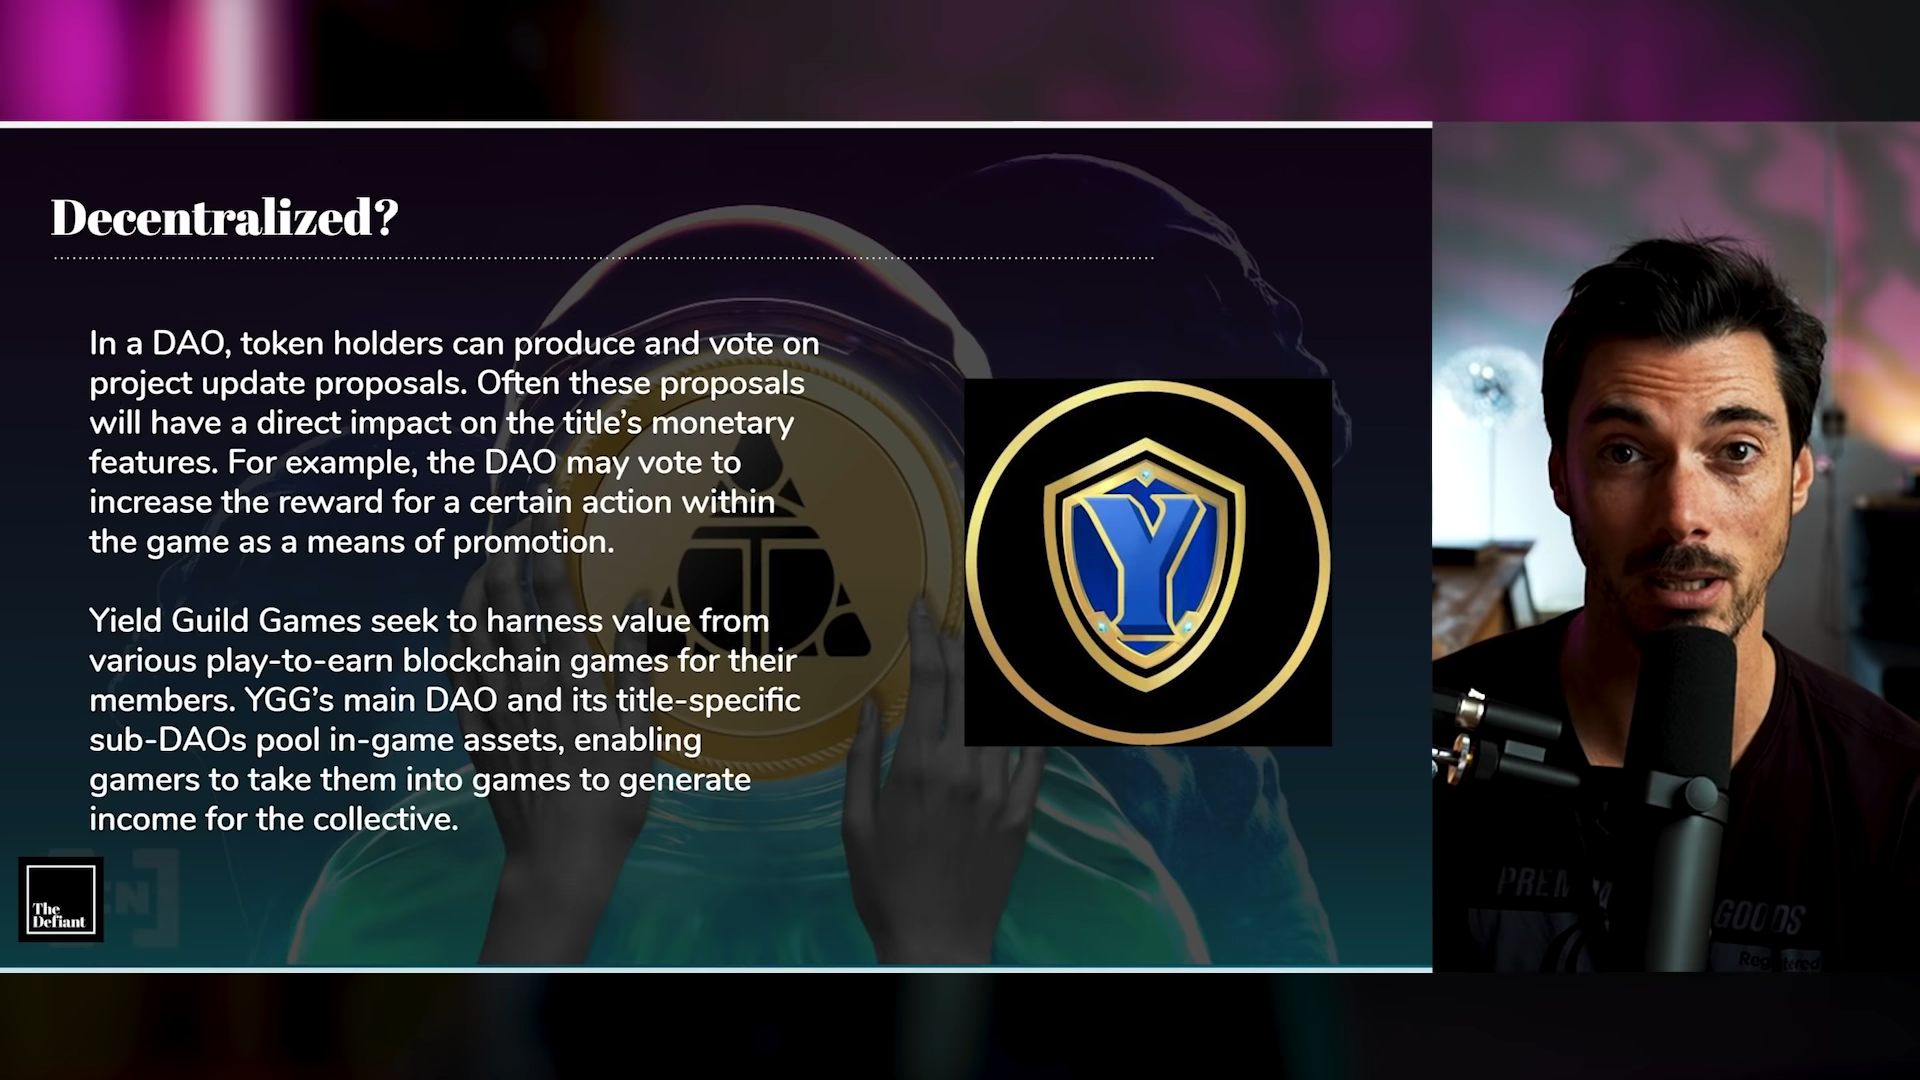 Decentralized?
In a DAO, token holders can produce and vote on
project update proposals. Often these proposals
will have a direct impact on the title’s monetary
features. For example, the DAO may vote to
increase the reward for a certain action within
the game as a means of promotion.
Yield Guild Games seek to harness value from
various play-to-earn blockchain games for their
members. YGG’s main DAO and its title-specific
sub-DAOs pool in-game assets, enabling
gamers to take them into games to generate
income for the collective.
Y
The
Defiant
GOODS